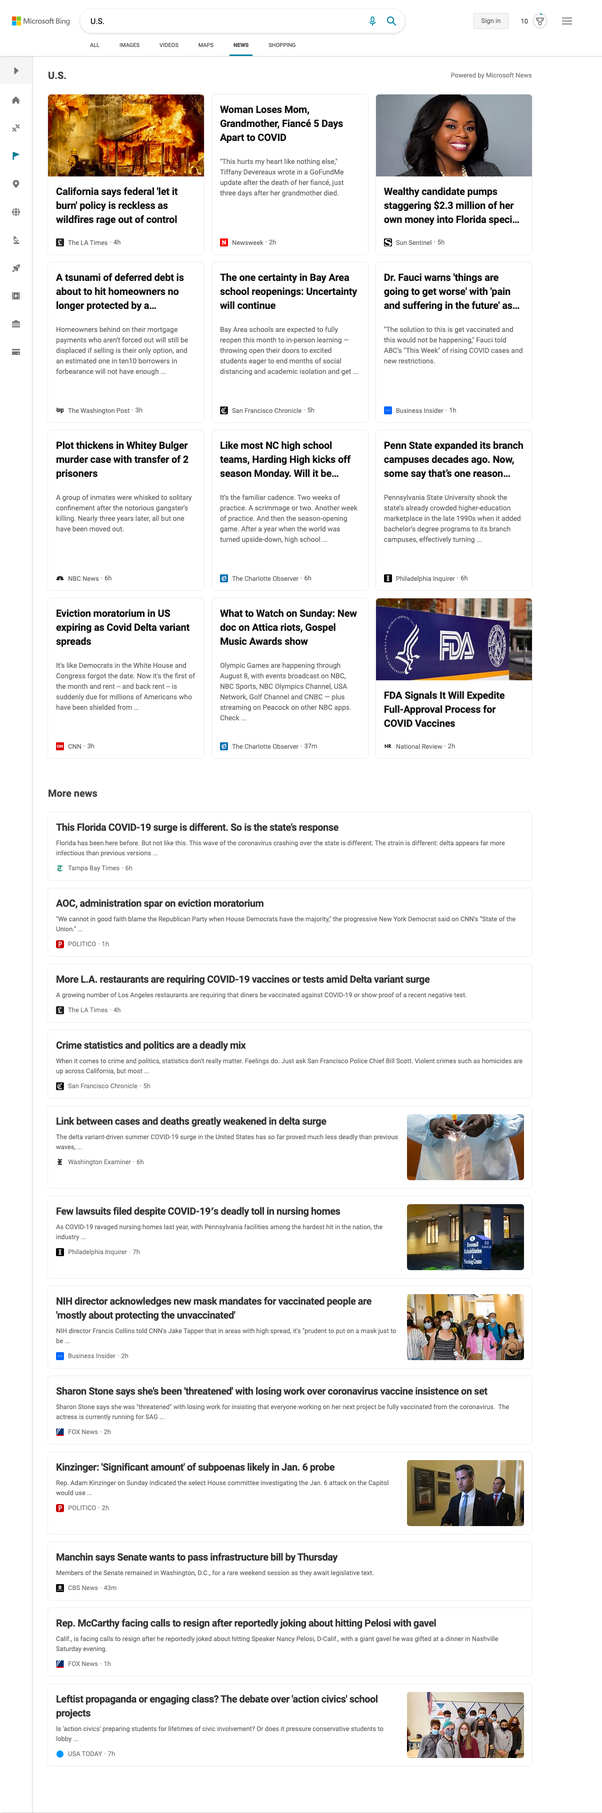 Microsoft Bing
U.S.
Sign in
10
ALL
IMAGES
VIDEOS
MAPS
NEWS
SHOPPING
U.S.
Powered by Microsoft News
California says federal 'let it
burn' policy is reckless as
wildfires rage out of control
The LA Times · 4h
Woman Loses Mom,
Grandmother, Fiancé 5 Days
Apart to COVID
"This hurts my heart like nothing else,"
Tiffany Devereaux wrote in a GoFundMe
update after the death of her fiancé, just
three days after her grandmother died.
Newsweek · 2h
Wealthy candidate pumps
staggering $2.3 million of her
own money into Florida speci...
Sun Sentinel · 5h
A tsunami of deferred debt is
about to hit homeowners no
longer protected by a...
Homeowners behind on their mortgage
payments who aren't forced out will still be
displaced if selling is their only option, and
an estimated one in ten10 borrowers in
forbearance will not have enough ...
The Washington Post · 3h
The one certainty in Bay Area
school reopenings: Uncertainty
will continue
Bay Area schools are expected to fully
reopen this month to in-person learning —
throwing open their doors to excited
students eager to end months of social
distancing and academic isolation and get ...
San Francisco Chronicle · 5h
Dr. Fauci warns 'things are
going to get worse' with 'pain
and suffering in the future' as...
"The solution to this is get vaccinated and
this would not be happening," Fauci told
ABC's "This Week" of rising COVID cases and
new restrictions.
Business Insider · 1h
Plot thickens in Whitey Bulger
murder case with transfer of 2
prisoners
A group of inmates were whisked to solitary
confinement after the notorious gangster's
killing. Nearly three years later, all but one
have been moved out.
NBC News · 6h
Like most NC high school
teams, Harding High kicks off
season Monday. Will it be...
It's the familiar cadence. Two weeks of
practice. A scrimmage or two. Another week
of practice. And then the season-opening
game. After a year when the world was
turned upside-down, high school ...
The Charlotte Observer · 6h
Penn State expanded its branch
campuses decades ago. Now,
some say that's one reason...
Pennsylvania State University shook the
state's already crowded higher-education
marketplace in the late 1990s when it added
bachelor's degree programs to its branch
campuses, effectively turning ...
Philadelphia Inquirer · 6h
Eviction moratorium in US
expiring as Covid Delta variant
spreads
It's like Democrats in the White House and
Congress forgot the date. Now it's the first of
the month and rent – and back rent – is
suddenly due for millions of Americans who
have been shielded from ...
CNN · 3h
What to Watch on Sunday: New
doc on Attica riots, Gospel
Music Awards show
Olympic Games are happening through
August 8, with events broadcast on NBC,
NBC Sports, NBC Olympics Channel, USA
Network, Golf Channel and CNBC — plus
streaming on Peacock on other NBC apps.
Check ...
The Charlotte Observer · 37m
FDA
FDA Signals It Will Expedite
Full-Approval Process for
COVID Vaccines
NR National Review · 2h
More news
This Florida COVID-19 surge is different. So is the state's response
Florida has been here before. But not like this. This wave of the coronavirus crashing over the state is different. The strain is different: delta appears far more
infectious than previous versions ...
Tampa Bay Times · 6h
AOC, administration spar on eviction moratorium
"We cannot in good faith blame the Republican Party when House Democrats have the majority," the progressive New York Democrat said on CNN's "State of the
Union." ...
POLITICO · 1h
More L.A. restaurants are requiring COVID-19 vaccines or tests amid Delta variant surge
A growing number of Los Angeles restaurants are requiring that diners be vaccinated against COVID-19 or show proof of a recent negative test.
The LA Times · 4h
Crime statistics and politics are a deadly mix
When it comes to crime and politics, statistics don't really matter. Feelings do. Just ask San Francisco Police Chief Bill Scott. Violent crimes such as homicides are
up across California, but most ...
San Francisco Chronicle · 5h
Link between cases and deaths greatly weakened in delta surge
The delta variant-driven summer COVID-19 surge in the United States has so far proved much less deadly than previous
waves, ...
Washington Examiner · 6h
Few lawsuits filed despite COVID-19's deadly toll in nursing homes
As COVID-19 ravaged nursing homes last year, with Pennsylvania facilities among the hardest hit in the nation, the
industry ...
Philadelphia Inquirer · 7h
NIH director acknowledges new mask mandates for vaccinated people are
'mostly about protecting the unvaccinated'
NIH director Francis Collins told CNN's Jake Tapper that in areas with high spread, it's "prudent to put on a mask just to
be ...
Business Insider · 2h
Sharon Stone says she's been 'threatened' with losing work over coronavirus vaccine insistence on set
Sharon Stone says she was "threatened" with losing work for insisting that everyone working on her next project be fully vaccinated from the coronavirus. The
actress is currently running for SAG ...
FOX News · 2h
Kinzinger: 'Significant amount' of subpoenas likely in Jan. 6 probe
Rep. Adam Kinzinger on Sunday indicated the select House committee investigating the Jan. 6 attack on the Capitol
would use ...
POLITICO · 2h
Manchin says Senate wants to pass infrastructure bill by Thursday
Members of the Senate remained in Washington, D.C., for a rare weekend session as they await legislative text.
CBS News · 43m
Rep. McCarthy facing calls to resign after reportedly joking about hitting Pelosi with gavel
Calif., is facing calls to resign after he reportedly joked about hitting Speaker Nancy Pelosi, D-Calif., with a giant gavel he was gifted at a dinner in Nashville
Saturday evening.
FOX News · 1h
Leftist propaganda or engaging class? The debate over 'action civics' school
projects
Is 'action civics' preparing students for lifetimes of civic involvement? Or does it pressure conservative students to
lobby ...
USA TODAY · 7h